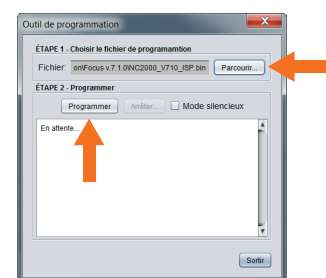 Outil de programmation
ÉTAPE 1 - Choisir le fichier de programamtion
Fichier: on\Focus v.7.1.0\NC2000_V710_ISP.bin Parcourir...
ÉTAPE 2 - Programmer
Programmer Arrêter... Mode silencieux
En attente...
Sortir